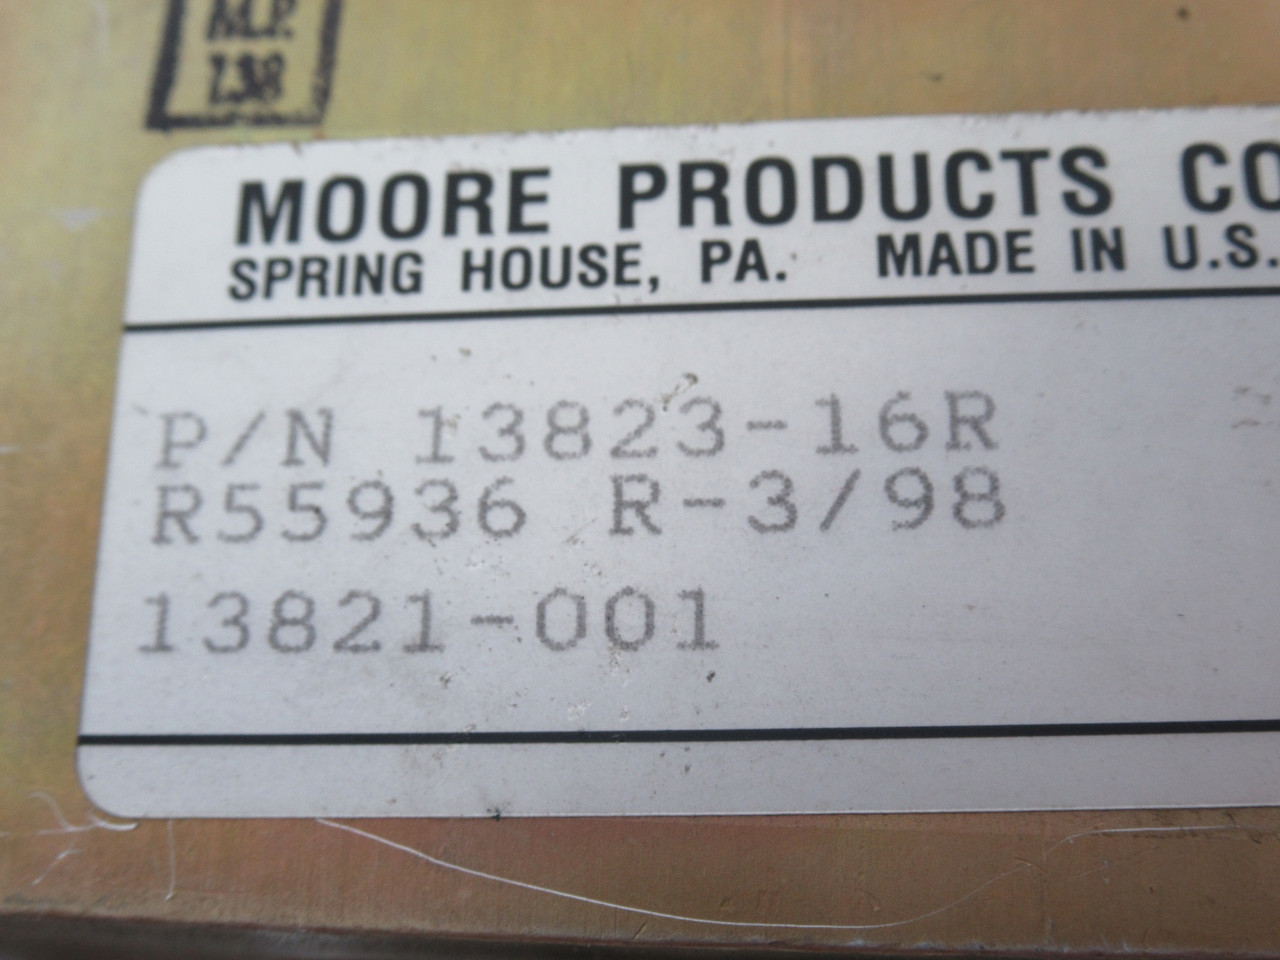 M.P.
138
MOORE PRODUCTS CO
SPRING HOUSE, PA. MADE IN U.S.
P/N 13823-16R
R55936 R-3/98
13821-001